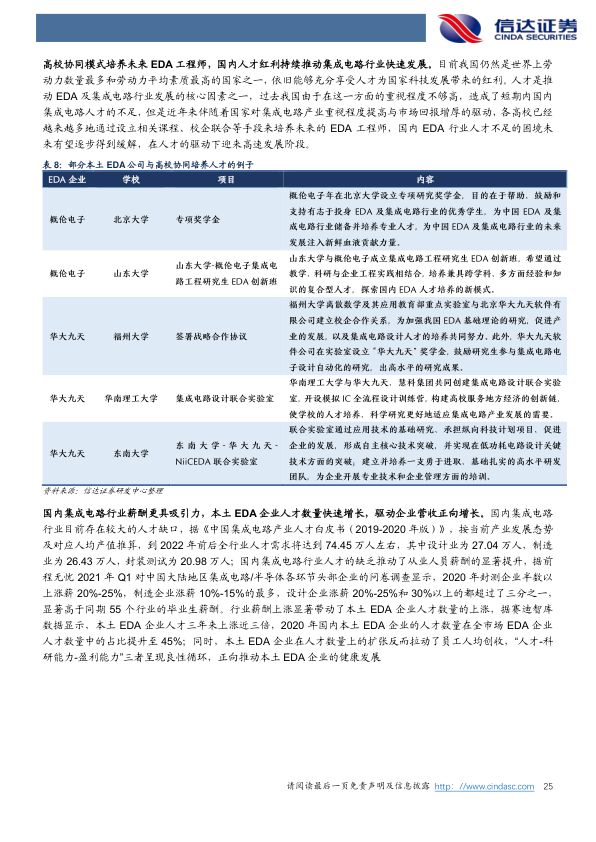 信达证券
CINDA SECURITIES
高校协同模式培养未来 EDA 工程师，国内人才红利持续推动集成电路行业快速发展。目前我国仍然是世界上劳
动力数量最多和劳动力平均素质最高的国家之一，依旧能够充分享受人才为国家科技发展带来的红利。人才是推
动 EDA 及集成电路行业发展的核心因素之一，过去我国由于在这一方面的重视程度不够高，造成了短期内国内
集成电路人才的不足，但是近年来伴随着国家对集成电路产业重视程度提高与市场回报增厚的驱动，各高校已经
越来越多地通过设立相关课程、校企联合等手段来培养未来的 EDA 工程师，国内 EDA 行业人才不足的困境未
来有望逐步得到缓解，在人才的驱动下迎来高速发展阶段。
表 8：部分本土 EDA 公司与高校协同培养人才的例子
EDA 企业 学校 项目 内容
概伦电子 北京大学 专项奖学金
概伦电子年在北京大学设立专项研究奖学金，目的在于帮助、鼓励和
支持有志于投身 EDA 及集成电路行业的优秀学生，为中国 EDA 及集
成电路行业储备并培养专业人才，为中国 EDA 及集成电路行业的未来
发展注入新鲜血液贡献力量。
概伦电子 山东大学
山东大学-概伦电子集成电
路工程研究生 EDA 创新班
山东大学与概伦电子成立集成电路工程研究生 EDA 创新班，希望通过
教学、科研与企业工程实践相结合，培养兼具跨学科、多方面经验和知
识的复合型人才，探索国内 EDA 人才培养的新模式。
华大九天 福州大学 签署战略合作协议
福州大学离散数学及其应用教育部重点实验室与北京华大九天软件有
限公司建立校企合作关系，为加强我国 EDA 基础理论的研究，促进产
业的发展，以及集成电路设计人才的培养共同努力。此外，华大九天软
件公司在实验室设立“华大九天”奖学金，鼓励研究生参与集成电路电
子设计自动化的研究，出高水平的研究成果。
华大九天 华南理工大学 集成电路设计联合实验室
华南理工大学与华大九天、慧科集团共同创建集成电路设计联合实验
室，开设模拟 IC 全流程设计训练营，构建高校服务地方经济的创新链，
使学校的人才培养、科学研究更好地适应集成电路产业发展的需要。
华大九天 东南大学
东南大学-华大九天-
NiiCEDA 联合实验室
联合实验室通过应用技术的基础研究、承担纵向科技计划项目、促进
企业的发展，形成自主核心技术突破，并实现在低功耗电路设计关键
技术方面的突破；建立并培养一支勇于进取、基础扎实的高水平研发
团队，为企业开展专业技术和企业管理方面的培训。
资料来源：信达证券研发中心整理
国内集成电路行业薪酬更具吸引力，本土 EDA 企业人才数量快速增长，驱动企业营收正向增长。国内集成电路
行业目前存在较大的人才缺口，据《中国集成电路产业人才白皮书（2019-2020 年版）》，按当前产业发展态势
及对应人均产值推算，到 2022 年前后全行业人才需求将达到 74.45 万人左右，其中设计业为 27.04 万人，制造
业为 26.43 万人，封装测试为 20.98 万人；国内集成电路行业人才的缺乏推动了从业人员薪酬的显著提升，据前
程无忧 2021 年 Q1 对中国大陆地区集成电路/半导体各环节头部企业的问卷调查显示，2020 年封测企业半数以
上涨薪 20%-25%，制造企业涨薪 10%-15%的最多，设计企业涨薪 20%-25%和 30%以上的都超过了三分之一，
显著高于同期 55 个行业的毕业生薪酬。行业薪酬上涨显著带动了本土 EDA 企业人才数量的上涨，据赛迪智库
数据显示，本土 EDA 企业人才三年来上涨近三倍，2020 年国内本土 EDA 企业的人才数量在全市场 EDA 企业
人才数量中的占比提升至 45%；同时，本土 EDA 企业在人才数量上的扩张反而拉动了员工人均创收，“人才-科
研能力-盈利能力”三者呈现良性循环，正向推动本土 EDA 企业的健康发展
请阅读最后一页免责声明及信息披露 http：//www.cindasc.com 25